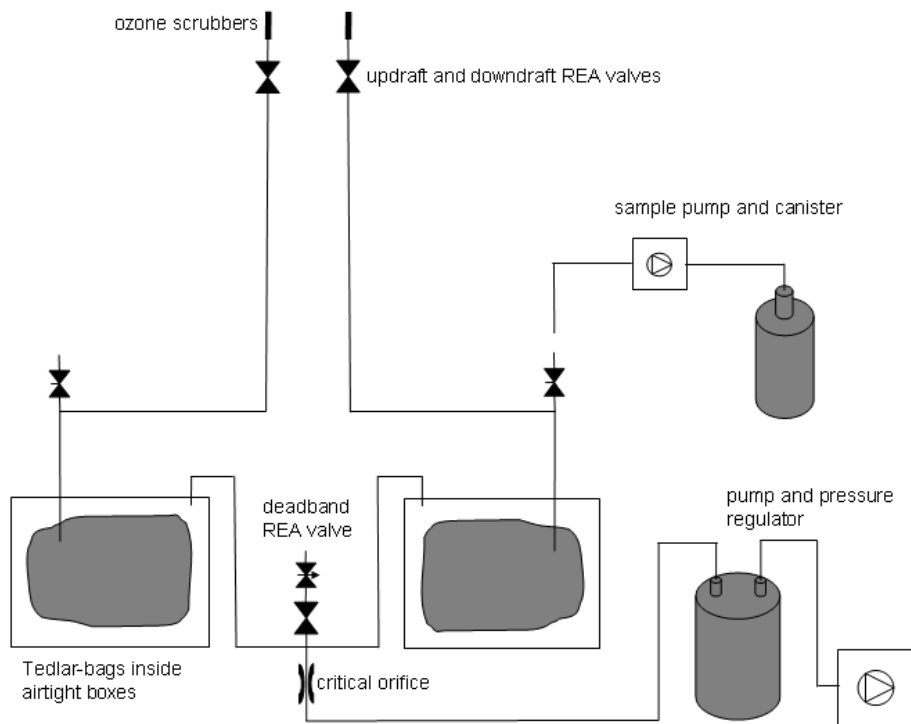 ozone scrubbers
updraft and downdraft REA valves
sample pump and canister
deadband
REA valve
pump and pressure
regulator
Tedlar-bags inside
airtight boxes
critical orifice